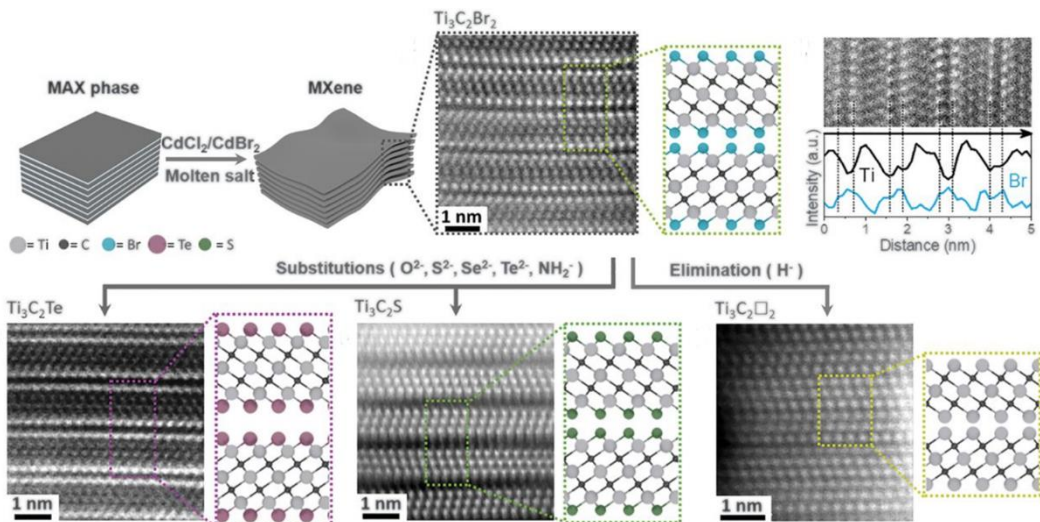 Ti₃C₂Br₂
MAX phase
MXene
CdCl₂/CdBr₂
Molten salt
1 nm
= Ti = C = Br = Te = S
Intensity (a.u.)
Ti
Br
0 1 2 3 4 5
Distance (nm)
Substitutions ( O²⁻, S²⁻, Se²⁻, Te²⁻, NH₂⁻ )
Elimination ( H⁻ )
Ti₃C₂Te
Ti₃C₂S
Ti₃C₂□₂
1 nm
1 nm
1 nm